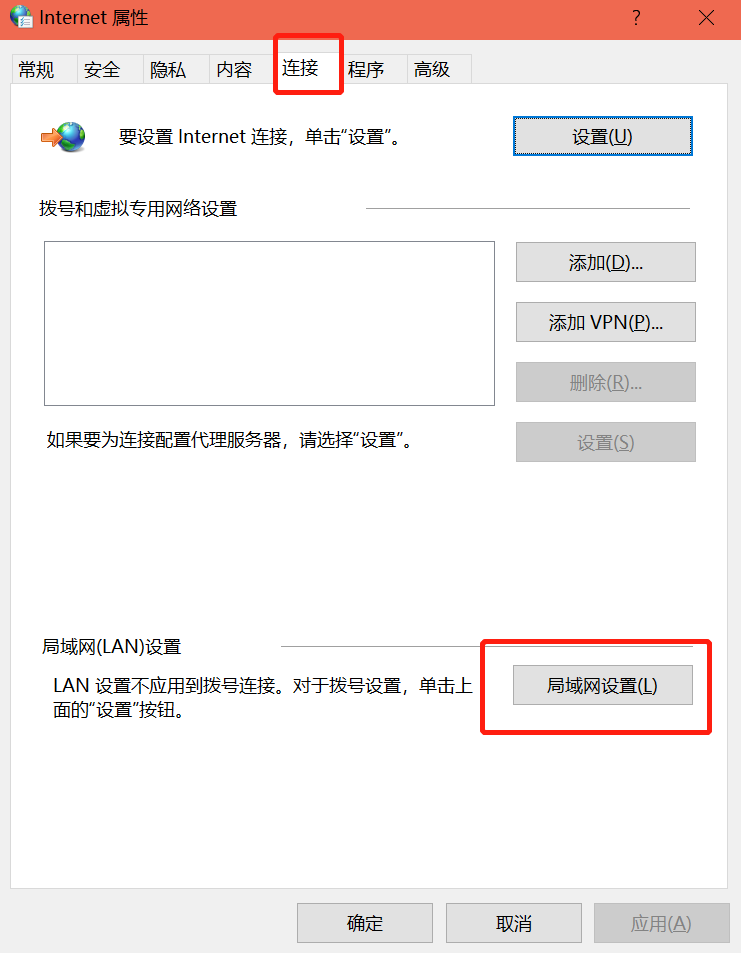 Internet 属性
?
常规 安全 隐私 内容 连接 程序 高级
要设置 Internet 连接，单击“设置”。
设置(U)
拨号和虚拟专用网络设置
添加(D)...
添加 VPN(P)...
删除(R)...
如果要为连接配置代理服务器，请选择“设置”。
设置(S)
局域网(LAN)设置
LAN 设置不应用到拨号连接。对于拨号设置，单击上
面的“设置”按钮。
局域网设置(L)
确定 取消 应用(A)